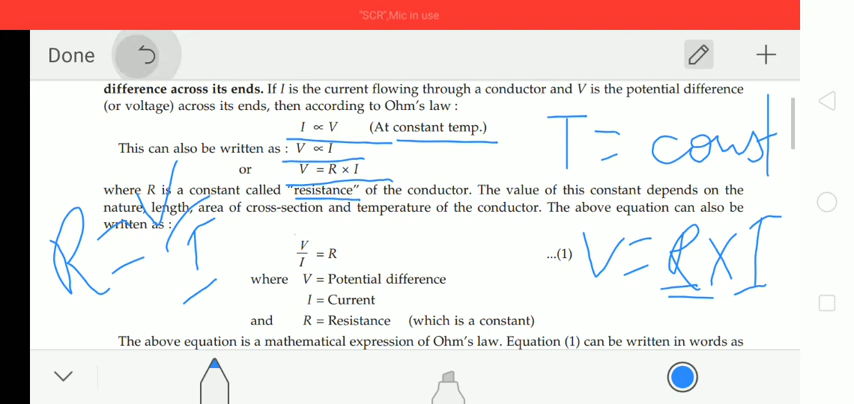 "SCR",Mic in use
Done
difference across its ends. If I is the current flowing through a conductor and V is the potential difference
(or voltage) across its ends, then according to Ohm's law :
I ∝ V (At constant temp.)
T = const
This can also be written as : V ∝ I
or V = R × I
where R is a constant called "resistance" of the conductor. The value of this constant depends on the
nature, length, area of cross-section and temperature of the conductor. The above equation can also be
written as :
R = V/I
V/I = R ...(1)
V = R × I
where V = Potential difference
I = Current
and R = Resistance (which is a constant)
The above equation is a mathematical expression of Ohm's law. Equation (1) can be written in words as